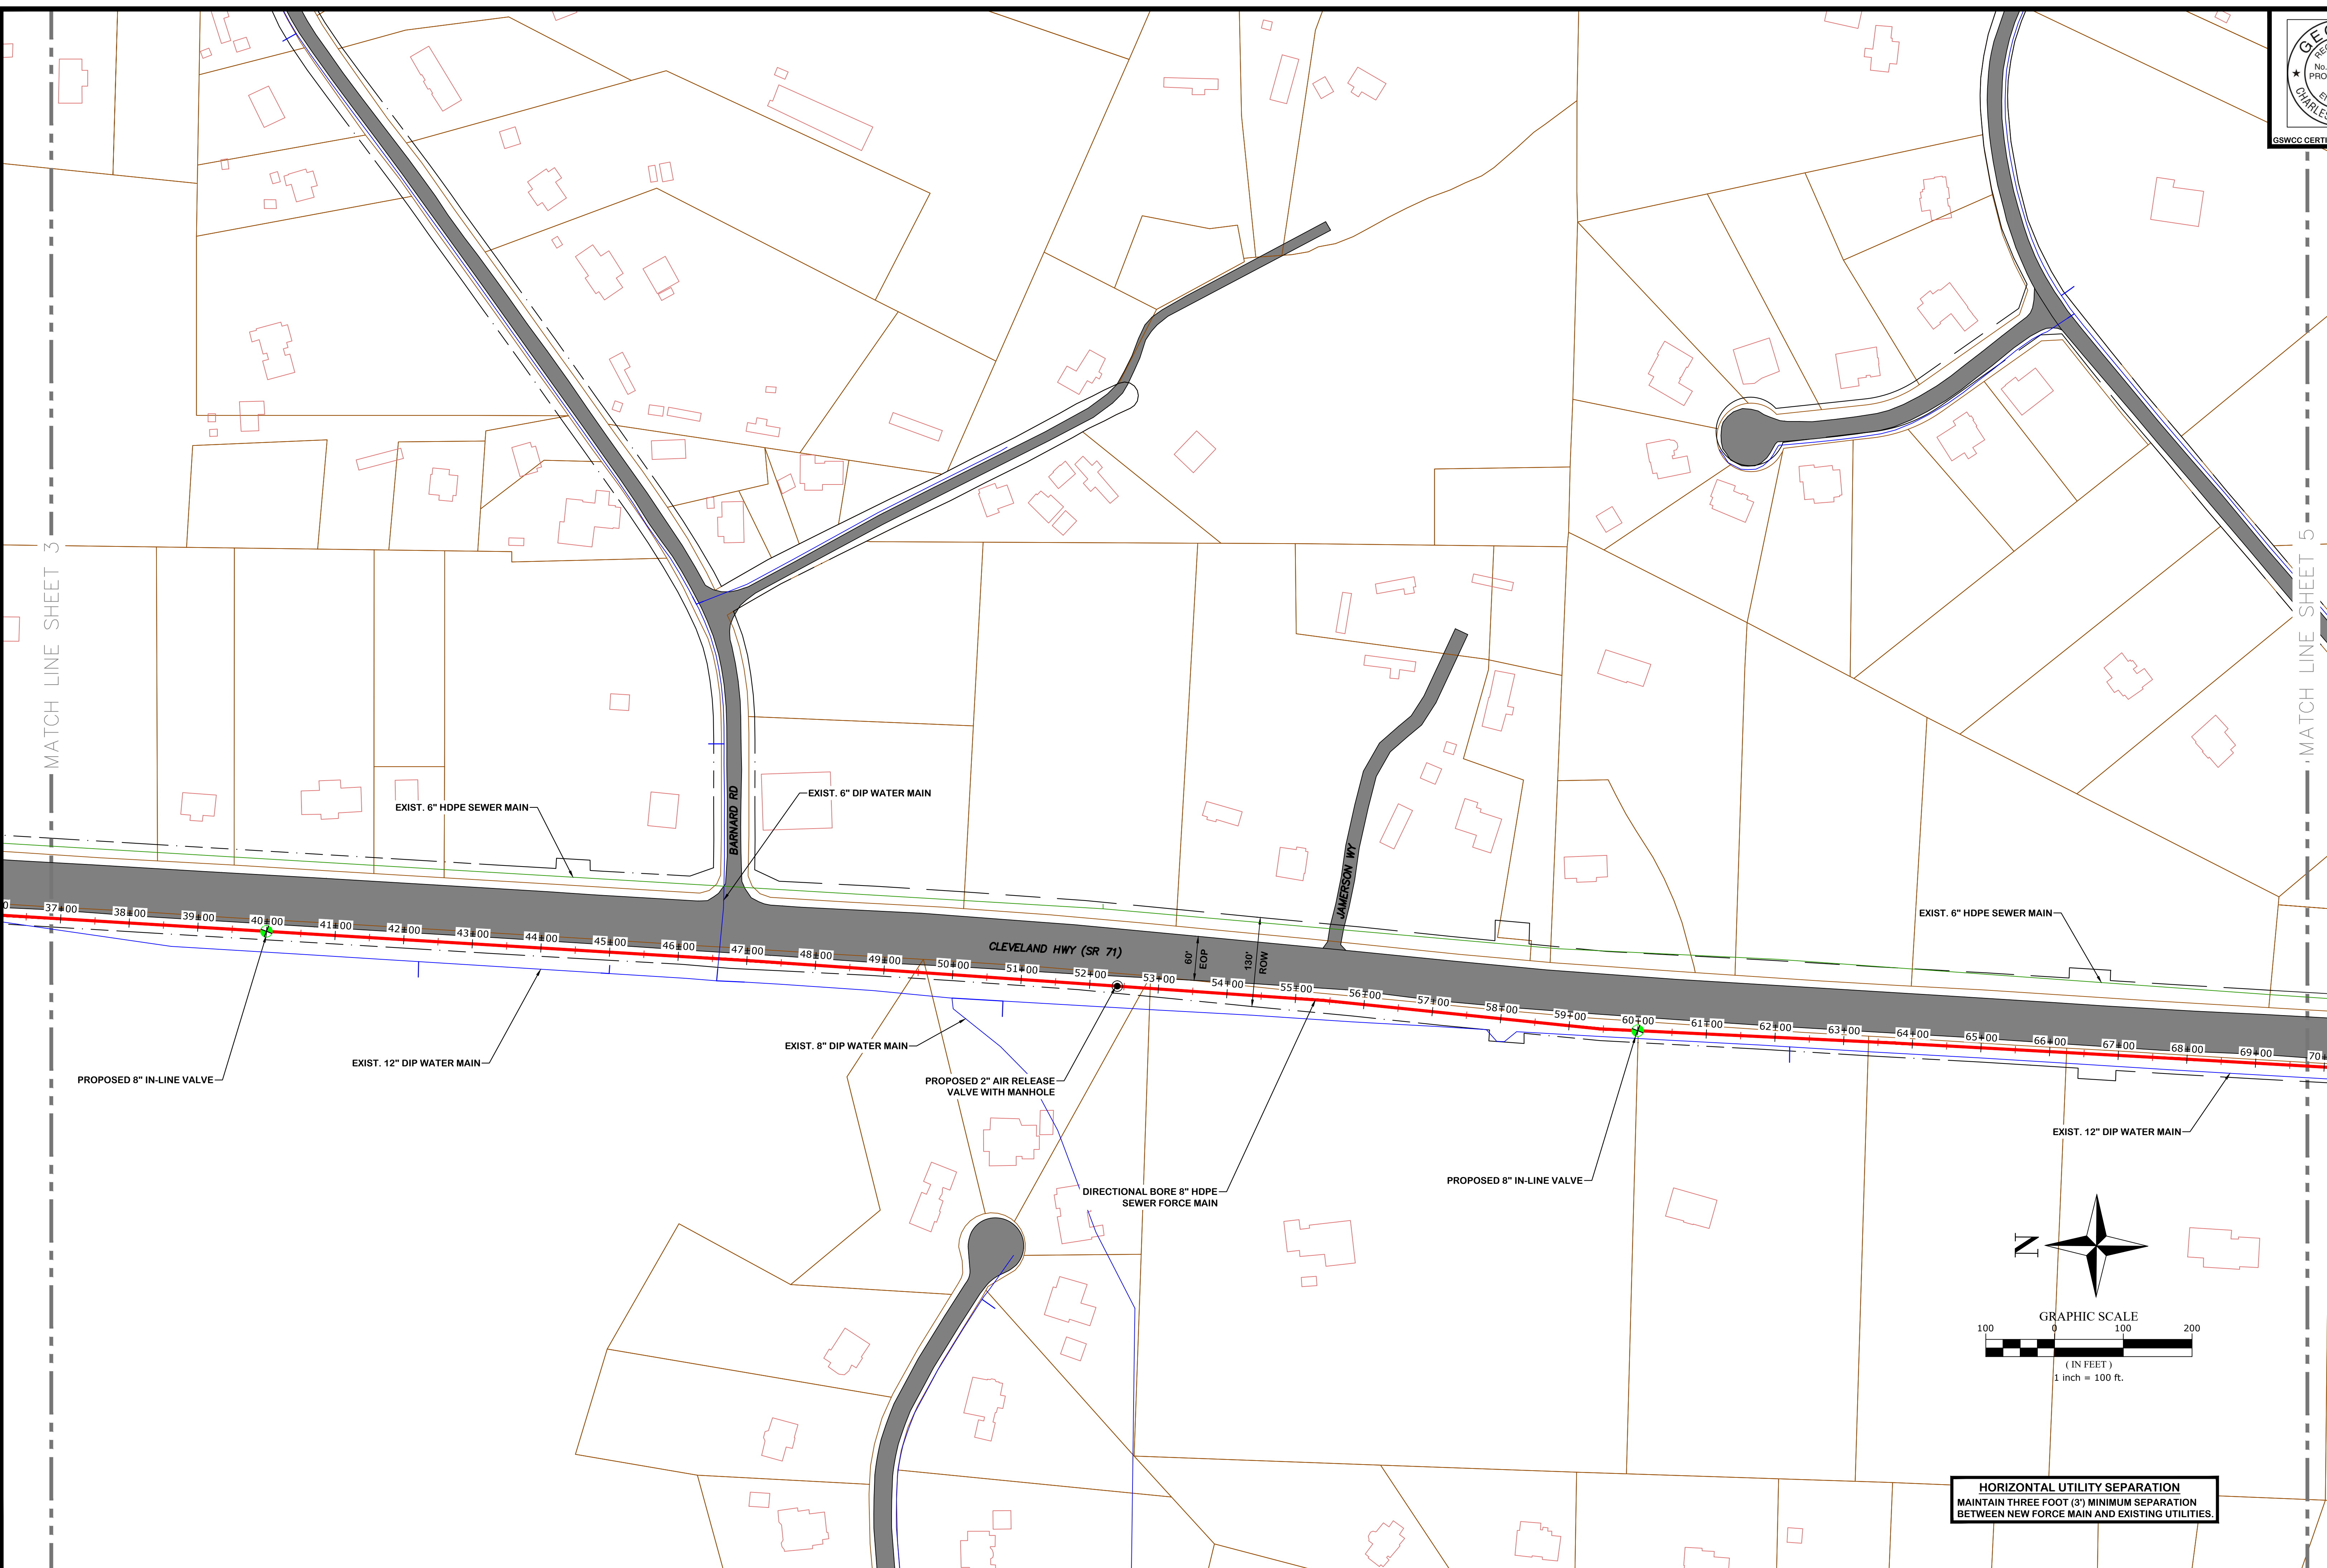 No.
GSWCC CERTI
MATCH LINE SHEET 3
MATCH LINE SHEET 5
EXIST. 6" HDPE SEWER MAIN
EXIST. 6" DIP WATER MAIN
BARNARD RD
JAMERSON WY
CLEVELAND HWY (SR 71)
60'
EOP
130'
ROW
EXIST. 6" HDPE SEWER MAIN
0
37+00
38+00
39+00
40+00
41+00
42+00
43+00
44+00
45+00
46+00
47+00
48+00
49+00
50+00
51+00
52+00
53+00
54+00
55+00
56+00
57+00
58+00
59+00
60+00
61+00
62+00
63+00
64+00
65+00
66+00
67+00
68+00
69+00
70
PROPOSED 8" IN-LINE VALVE
EXIST. 12" DIP WATER MAIN
EXIST. 8" DIP WATER MAIN
PROPOSED 2" AIR RELEASE
VALVE WITH MANHOLE
DIRECTIONAL BORE 8" HDPE
SEWER FORCE MAIN
PROPOSED 8" IN-LINE VALVE
EXIST. 12" DIP WATER MAIN
N
GRAPHIC SCALE
100 0 100 200
( IN FEET )
1 inch = 100 ft.
HORIZONTAL UTILITY SEPARATION
MAINTAIN THREE FOOT (3') MINIMUM SEPARATION
BETWEEN NEW FORCE MAIN AND EXISTING UTILITIES.